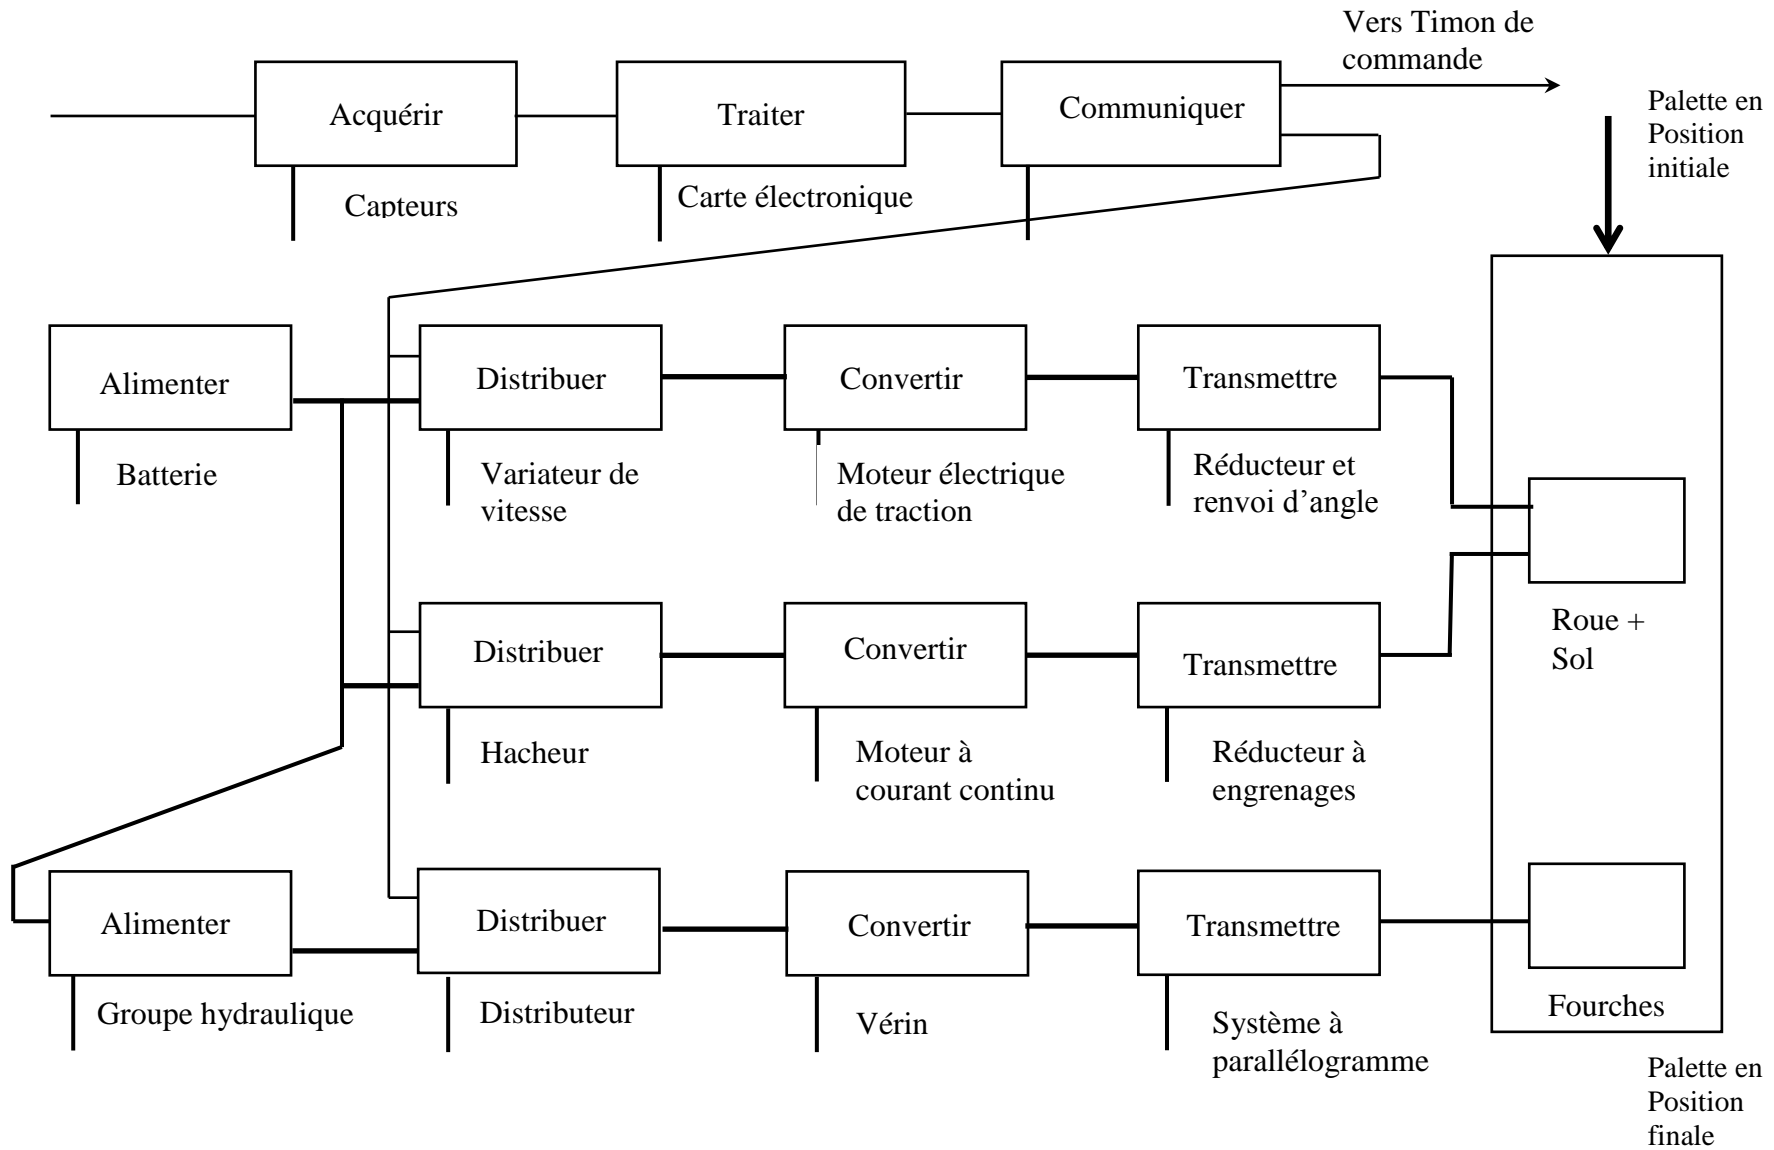 Vers Timon de
commande
Acquérir
Traiter
Communiquer
Palette en
Position
initiale
Capteurs
Carte électronique
Alimenter
Distribuer
Convertir
Transmettre
Batterie
Variateur de
vitesse
Moteur électrique
de traction
Réducteur et
renvoi d’angle
Distribuer
Convertir
Transmettre
Roue +
Sol
Hacheur
Moteur à
courant continu
Réducteur à
engrenages
Alimenter
Distribuer
Convertir
Transmettre
Groupe hydraulique
Distributeur
Vérin
Système à
parallélogramme
Fourches
Palette en
Position
finale